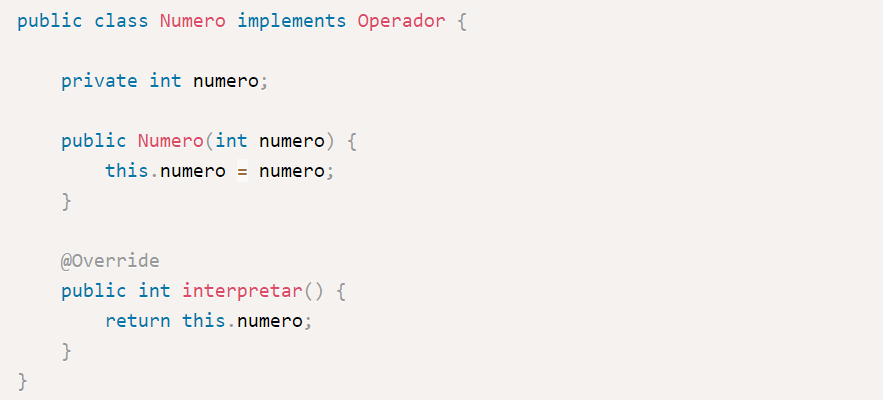 public class Numero implements Operador {
private int numero;
public Numero(int numero) {
this.numero = numero;
}
@Override
public int interpretar() {
return this.numero;
}
}